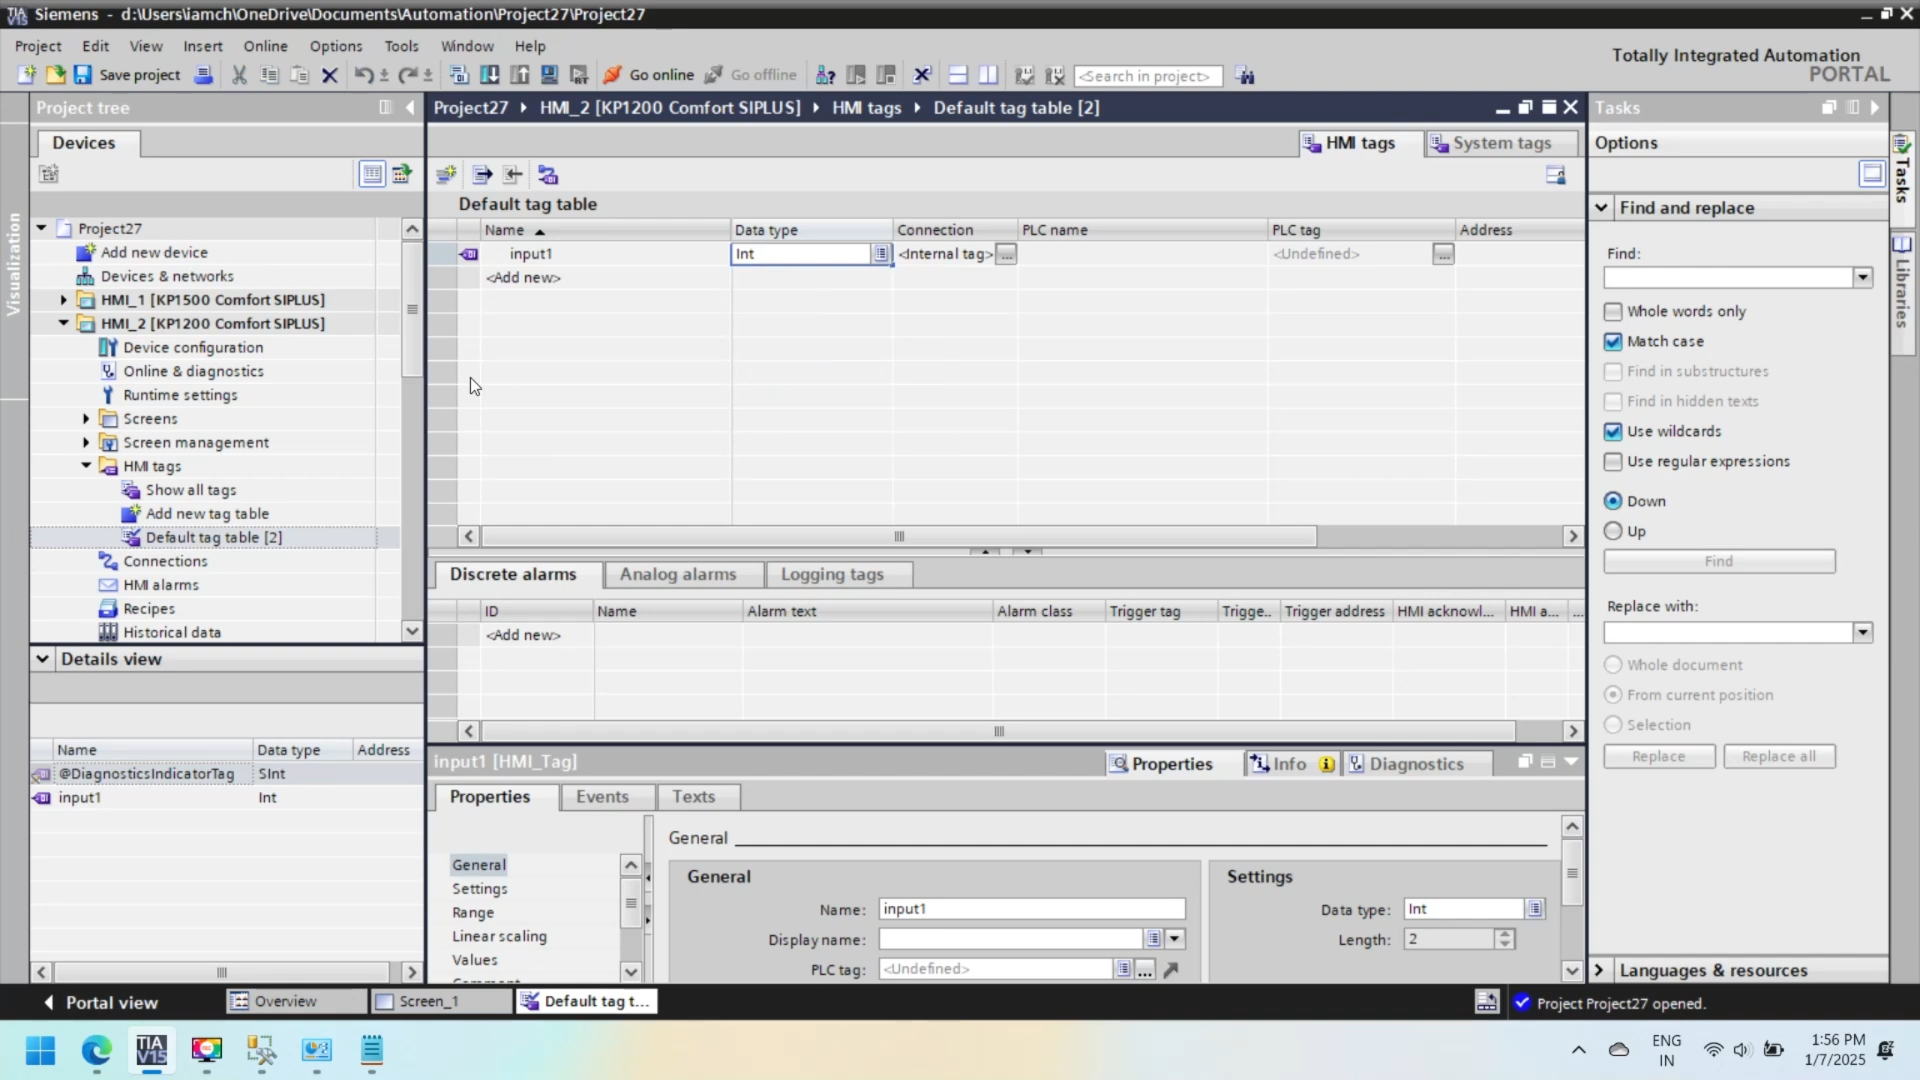 Siemens - d:\Users\iamch\OneDrive\Documents\Automation\Project27\Project27
Project Edit View Insert Online Options Tools Window Help
Totally Integrated Automation
PORTAL
Save project Go online Go offline <Search in project>
Project tree
Project27 HMI_2 [KP1200 Comfort SIPLUS] HMI tags Default tag table [2]
Tasks
Devices
HMI tags System tags
Options
Default tag table
Name Data type Connection PLC name PLC tag Address
input1 Int <Internal tag> ... <Undefined> ...
<Add new>
Project27
Add new device
Devices & networks
HMI_1 [KP1500 Comfort SIPLUS]
HMI_2 [KP1200 Comfort SIPLUS]
Device configuration
Online & diagnostics
Runtime settings
Screens
Screen management
HMI tags
Show all tags
Add new tag table
Default tag table [2]
Connections
HMI alarms
Recipes
Historical data
Visualization
Find and replace
Find:
Whole words only
Match case
Find in substructures
Find in hidden texts
Use wildcards
Use regular expressions
Down
Up
Find
Replace with:
Whole document
From current position
Selection
Replace Replace all
Languages & resources
Tasks
Libraries
Discrete alarms Analog alarms Logging tags
ID Name Alarm text Alarm class Trigger tag Trigge.. Trigger address HMI acknowl... HMI a... ...
<Add new>
Details view
Name Data type Address
@DiagnosticsIndicatorTag SInt
input1 Int
input1 [HMI_Tag]
Properties Info Diagnostics
Properties Events Texts
General
Settings
Range
Linear scaling
Values
General
General
Name: input1
Display name:
PLC tag: <Undefined> ...
Settings
Data type: Int
Length: 2
Portal view Overview Screen_1 Default tag t...
Project Project27 opened.
TIA
V15
ENG
IN
1:56 PM
1/7/2025